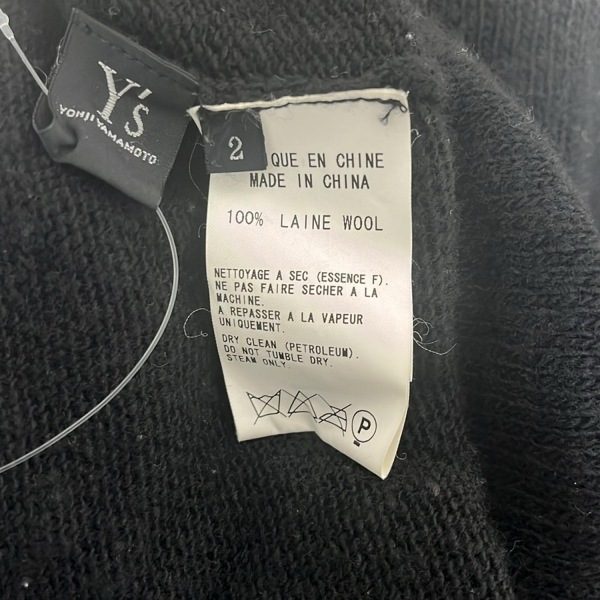 Y's
YOHJI YAMAMOTO
2
QUE EN CHINE
MADE IN CHINA
100% LAINE WOOL
NETTOYAGE A SEC (ESSENCE F).
NE PAS FAIRE SECHER A LA
MACHINE.
A REPASSER A LA VAPEUR
UNIQUEMENT.
DRY CLEAN (PETROLEUM).
DO NOT TUMBLE DRY.
STEAM ONLY.
P